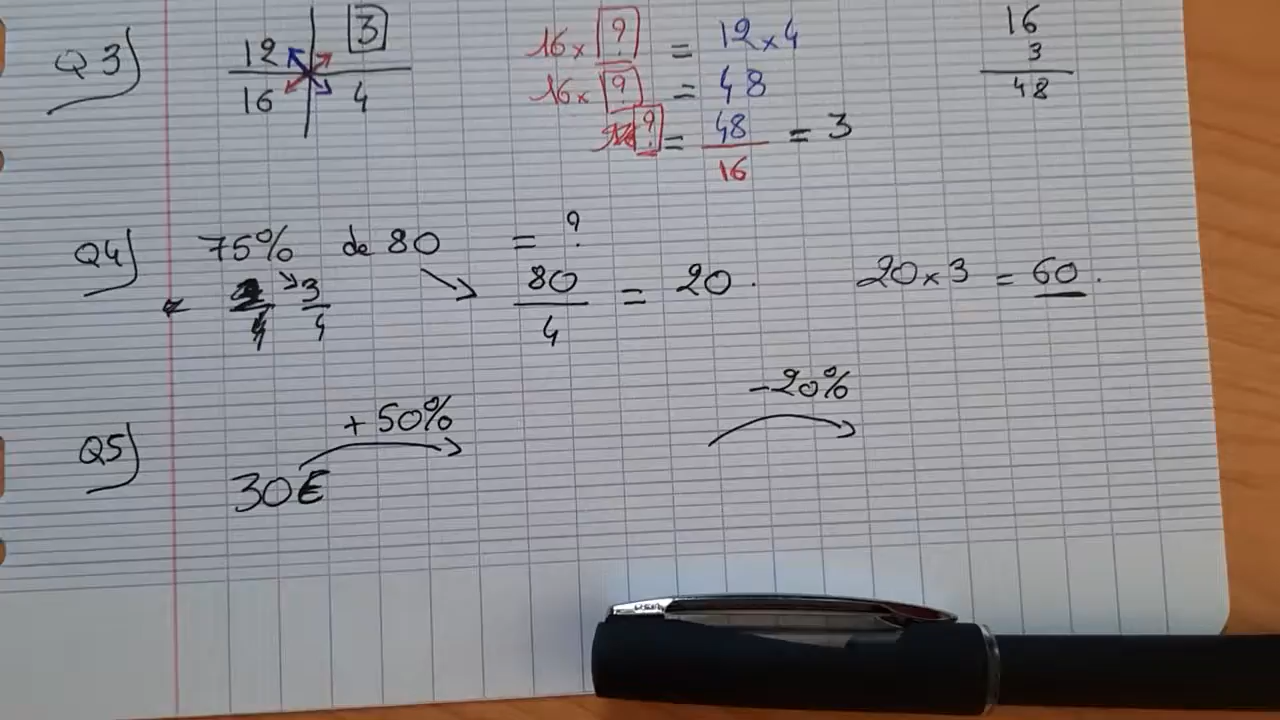 Q3) 12 3 16 × ? = 12 × 4 16
16 4 16 × ? = 48 3
? = 48 = 3 48
16
Q4) 75% de 80 = ?
3 80 = 20. 20 × 3 = 60.
4 4
-20%
+50%
Q5)
30€